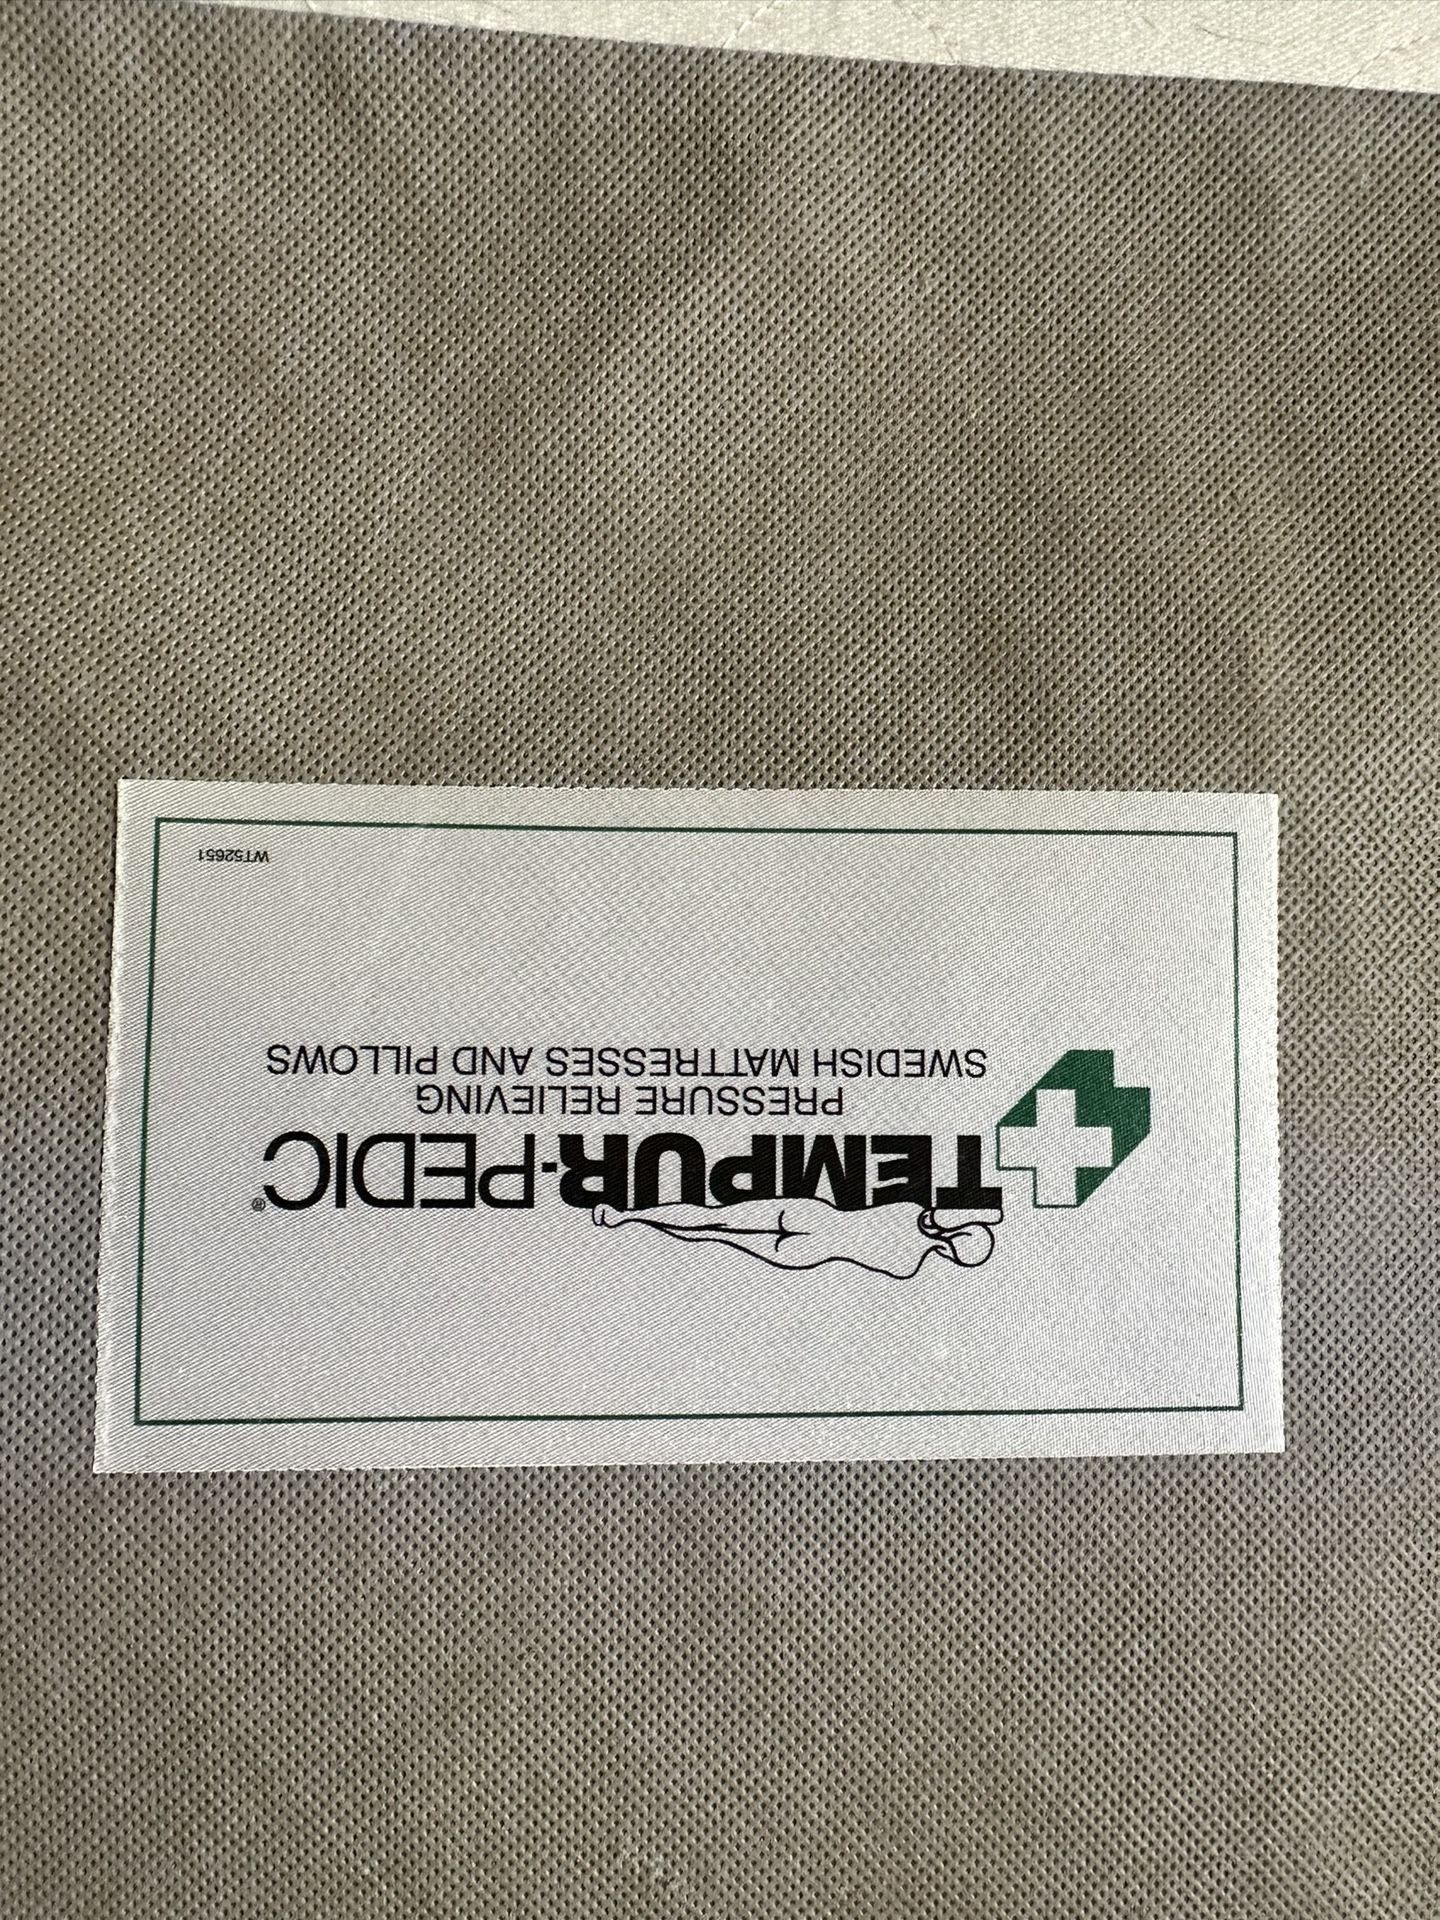 TEMPUR-PEDIC®
PRESSURE RELIEVING
SWEDISH MATTRESSES AND PILLOWS
WT52651